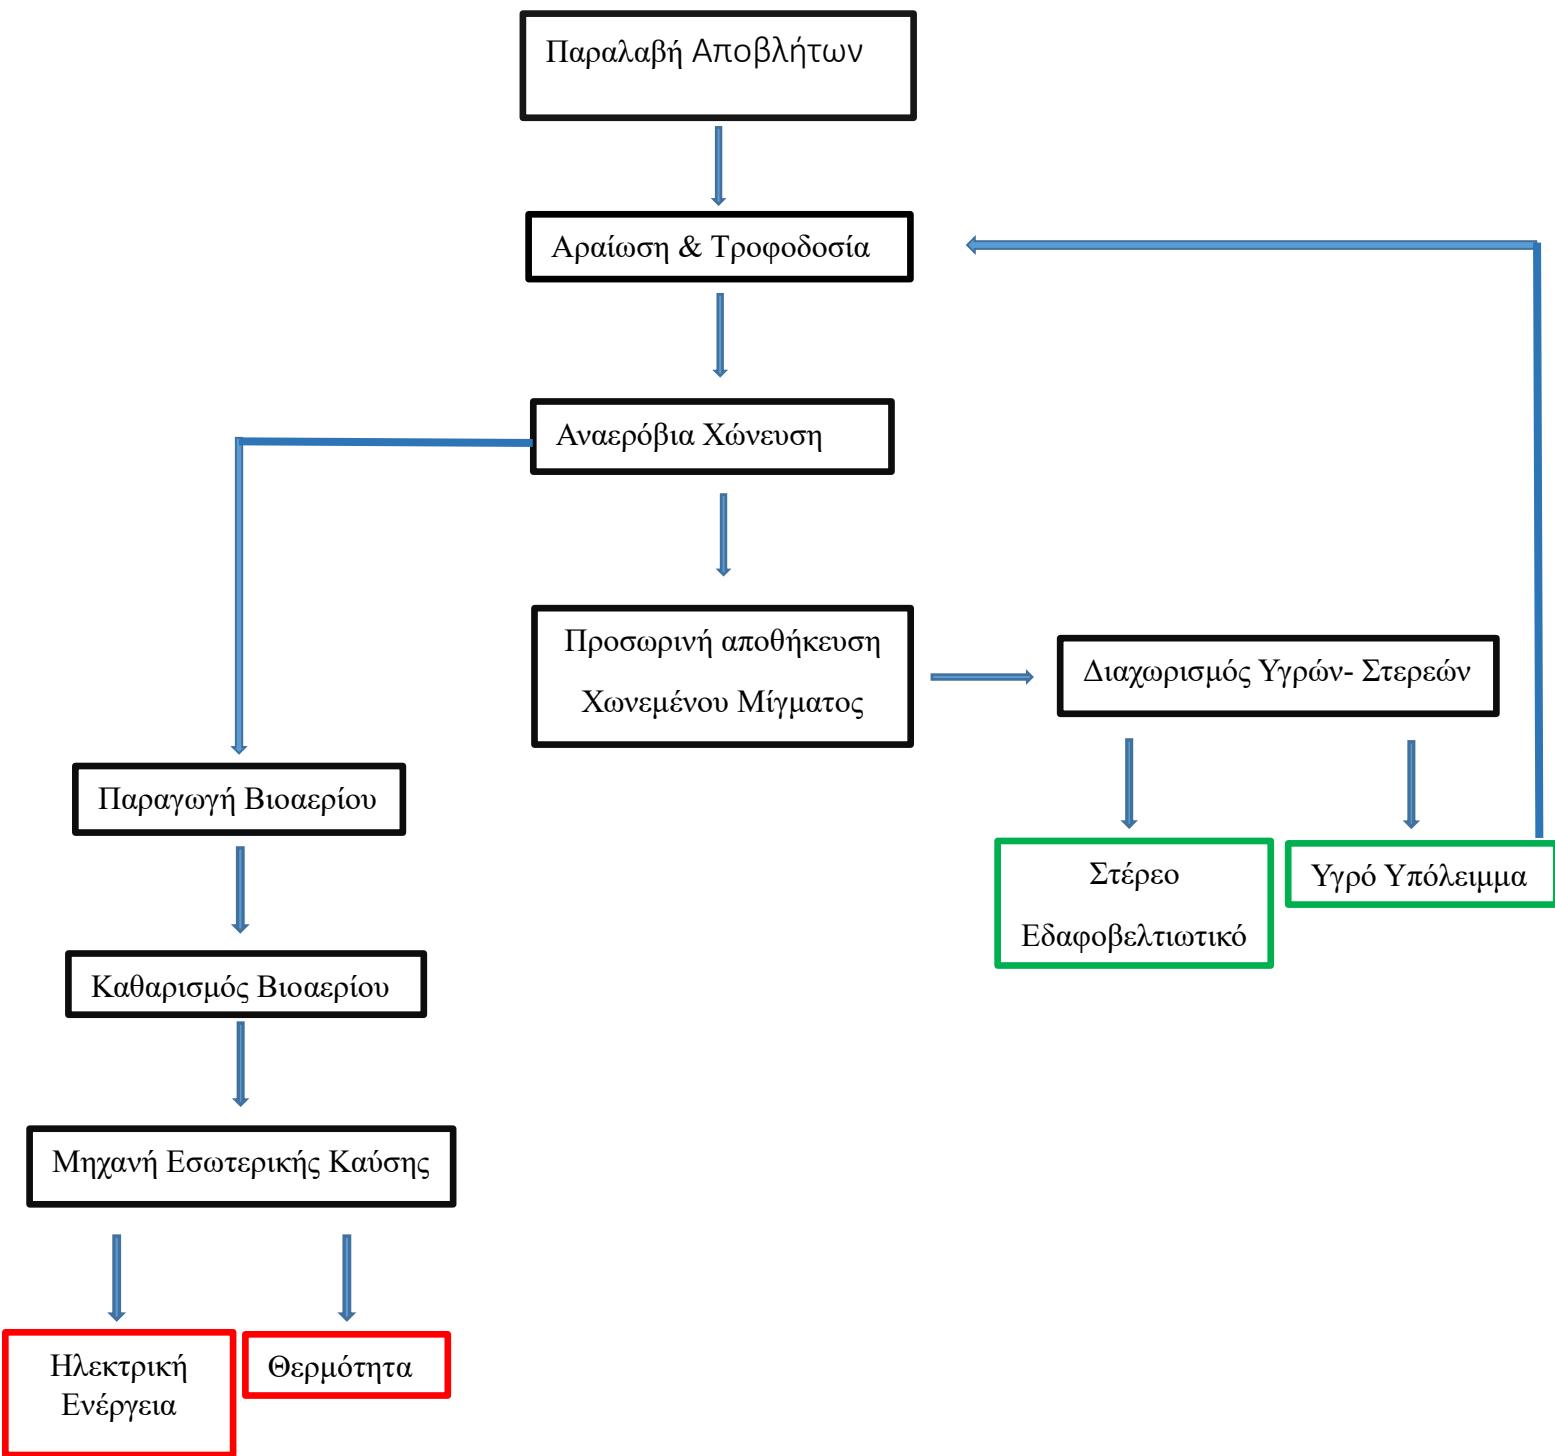 Παραλαβή Αποβλήτων
Αραίωση & Τροφοδοσία
Αναερόβια Χώνευση
Προσωρινή αποθήκευση
Χωνεμένου Μίγματος
Διαχωρισμός Υγρών- Στερεών
Παραγωγή Βιοαερίου
Στέρεο
Εδαφοβελτιωτικό
Υγρό Υπόλειμμα
Καθαρισμός Βιοαερίου
Μηχανή Εσωτερικής Καύσης
Ηλεκτρική
Ενέργεια
Θερμότητα